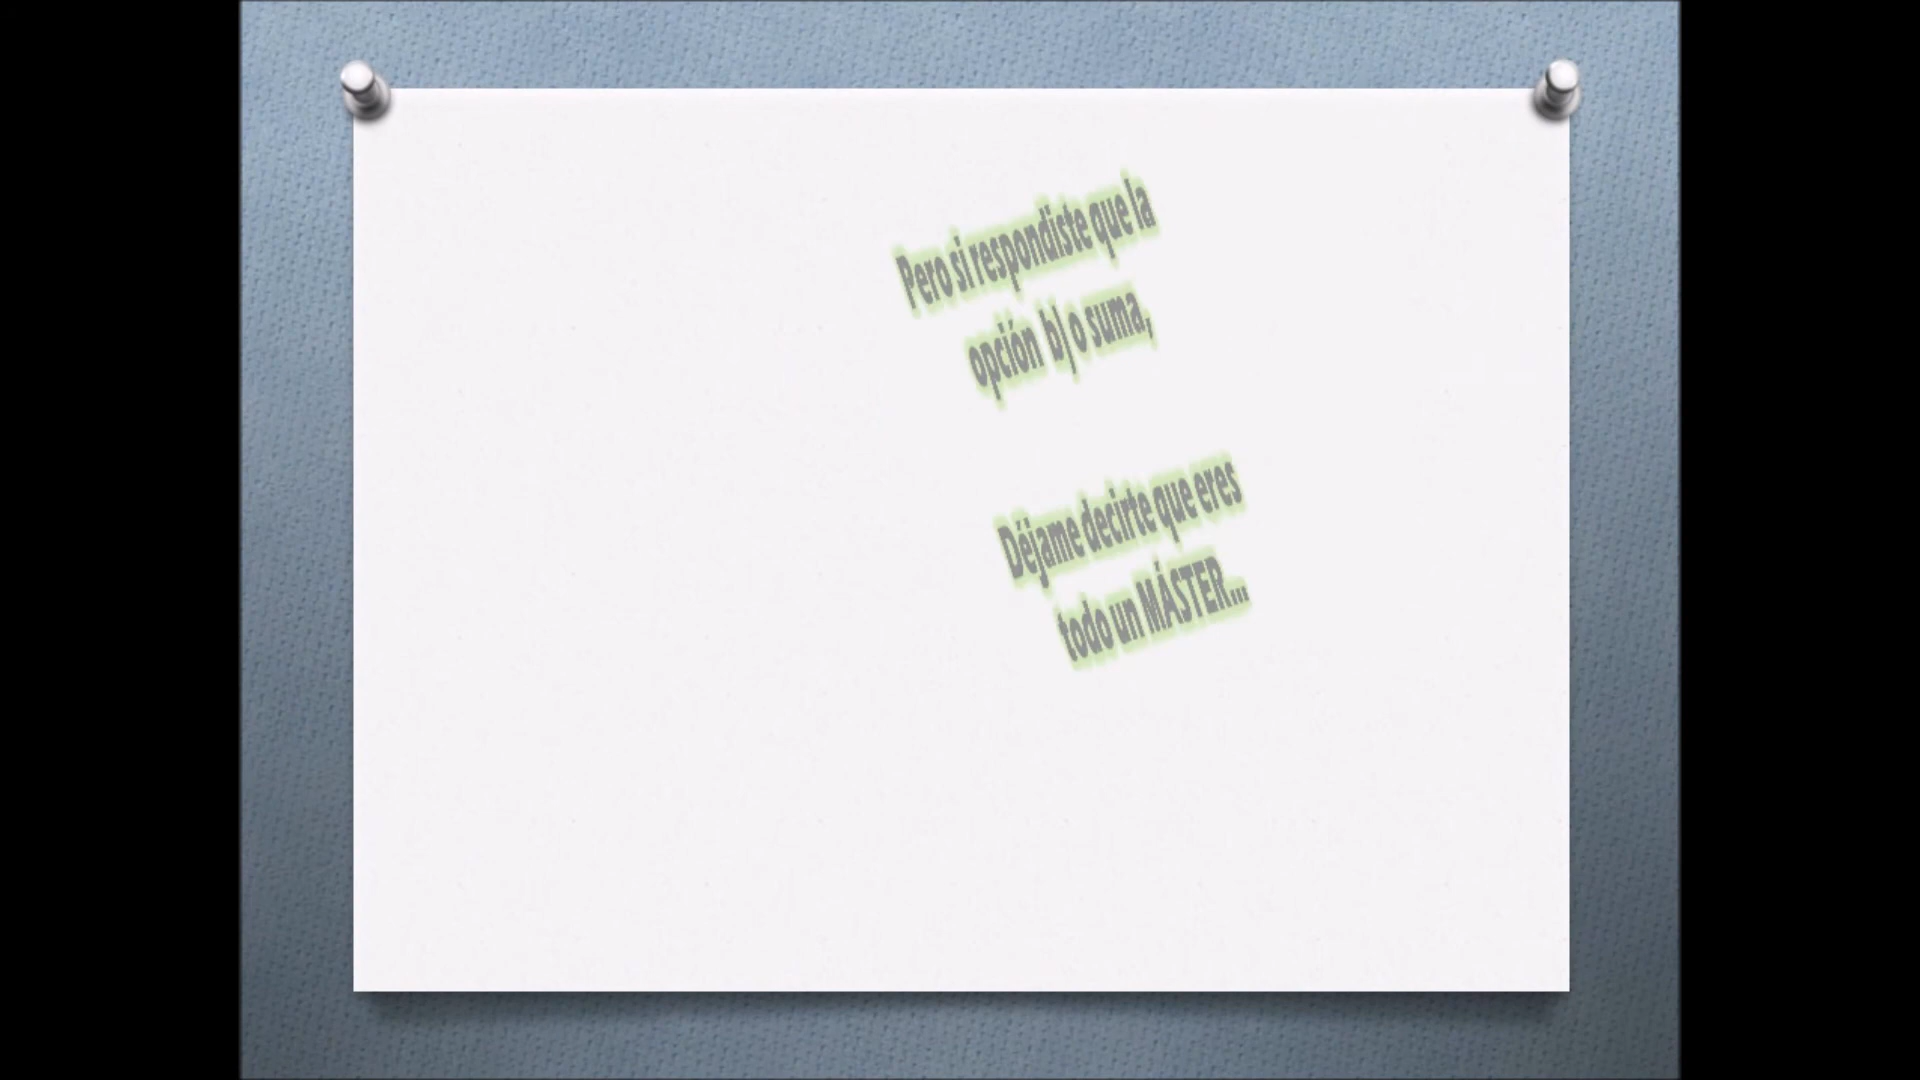 Pero si respondiste que la
opción b) o suma,
Déjame decirte que eres
todo un MÁSTER...